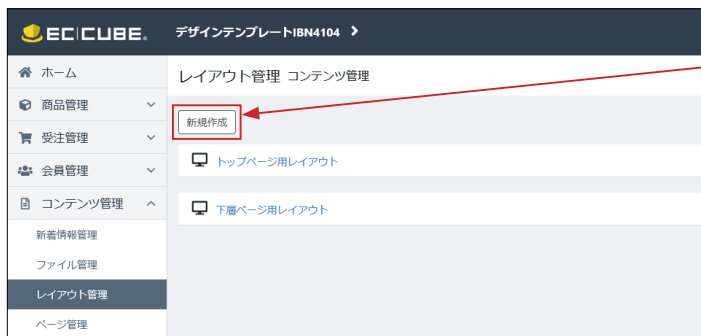 EC CUBE.
デザインテンプレートIBN4104
ホーム
レイアウト管理 コンテンツ管理
商品管理
新規作成
受注管理
トップページ用レイアウト
会員管理
コンテンツ管理
下層ページ用レイアウト
新着情報管理
ファイル管理
レイアウト管理
ページ管理